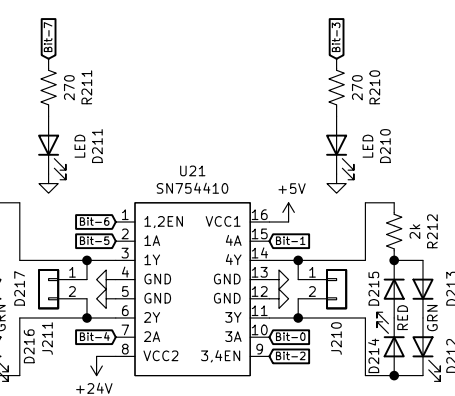 Bit-7
270
R211
LED
D211
Bit-3
270
R210
LED
D210
U21
SN754410
+5V
Bit-6 1 1,2EN VCC1 16
Bit-5 2 1A 4A 15 Bit-1
3 1Y 4Y 14
1 4 GND GND 13 1
2 5 GND GND 12 2
6 2Y 3Y 11
Bit-4 7 2A 3A 10 Bit-0
8 VCC2 3,4EN 9 Bit-2
+24V
D217
J211
D216
GRN
J210
2k
R212
D215
RED
D214
D213
GRN
D212